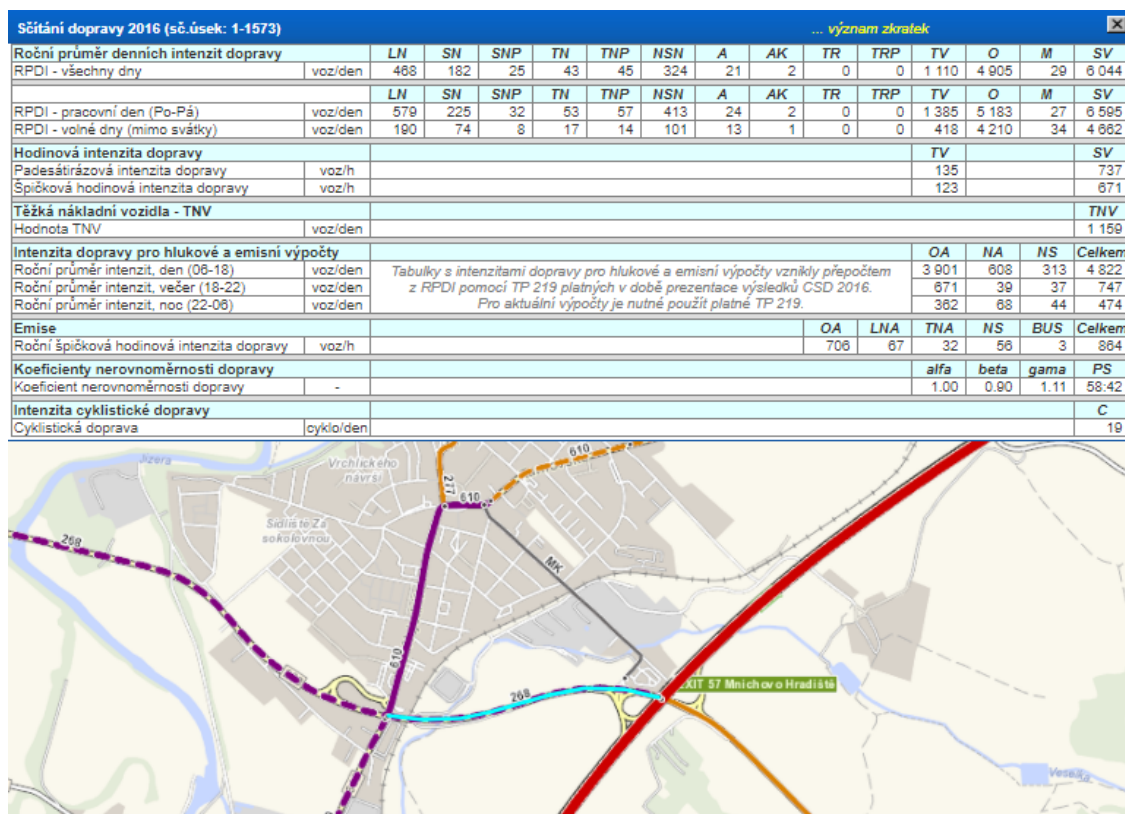 Sčítání dopravy 2016 (sč.úsek: 1-1573) ... význam zkratek
Roční průměr denních intenzit dopravy LN SN SNP TN TNP NSN A AK TR TRP TV O M SV
RPDI - všechny dny voz/den 468 182 25 43 45 324 21 2 0 0 1 110 4 905 29 6 044
LN SN SNP TN TNP NSN A AK TR TRP TV O M SV
RPDI - pracovní den (Po-Pá) voz/den 579 225 32 53 57 413 24 2 0 0 1 385 5 183 27 6 595
RPDI - volné dny (mimo svátky) voz/den 190 74 8 17 14 101 13 1 0 0 418 4 210 34 4 662
Hodinová intenzita dopravy TV SV
Padesátirázová intenzita dopravy voz/h 135 737
Špičková hodinová intenzita dopravy voz/h 123 671
Těžká nákladní vozidla - TNV TNV
Hodnota TNV voz/den 1 159
Intenzita dopravy pro hlukové a emisní výpočty OA NA NS Celkem
Roční průměr intenzit, den (06-18) voz/den 3 901 608 313 4 822
Roční průměr intenzit, večer (18-22) voz/den 671 39 37 747
Roční průměr intenzit, noc (22-06) voz/den 362 68 44 474
Tabulky s intenzitami dopravy pro hlukové a emisní výpočty vznikly přepočtem
z RPDI pomocí TP 219 platných v době prezentace výsledků CSD 2016.
Pro aktuální výpočty je nutné použít platné TP 219.
Emise OA LNA TNA NS BUS Celkem
Roční špičková hodinová intenzita dopravy voz/h 706 67 32 56 3 864
Koeficienty nerovnoměrnosti dopravy alfa beta gama PS
Koeficient nerovnoměrnosti dopravy - 1.00 0.90 1.11 58:42
Intenzita cyklistické dopravy C
Cyklistická doprava cyklo/den 19
Jizera
Vrchlického
návrší
610
277
610
Sídliště Za
sokolovnou
268
MK
610
EXIT 57 Mnichovo Hradiště
268
Veselka